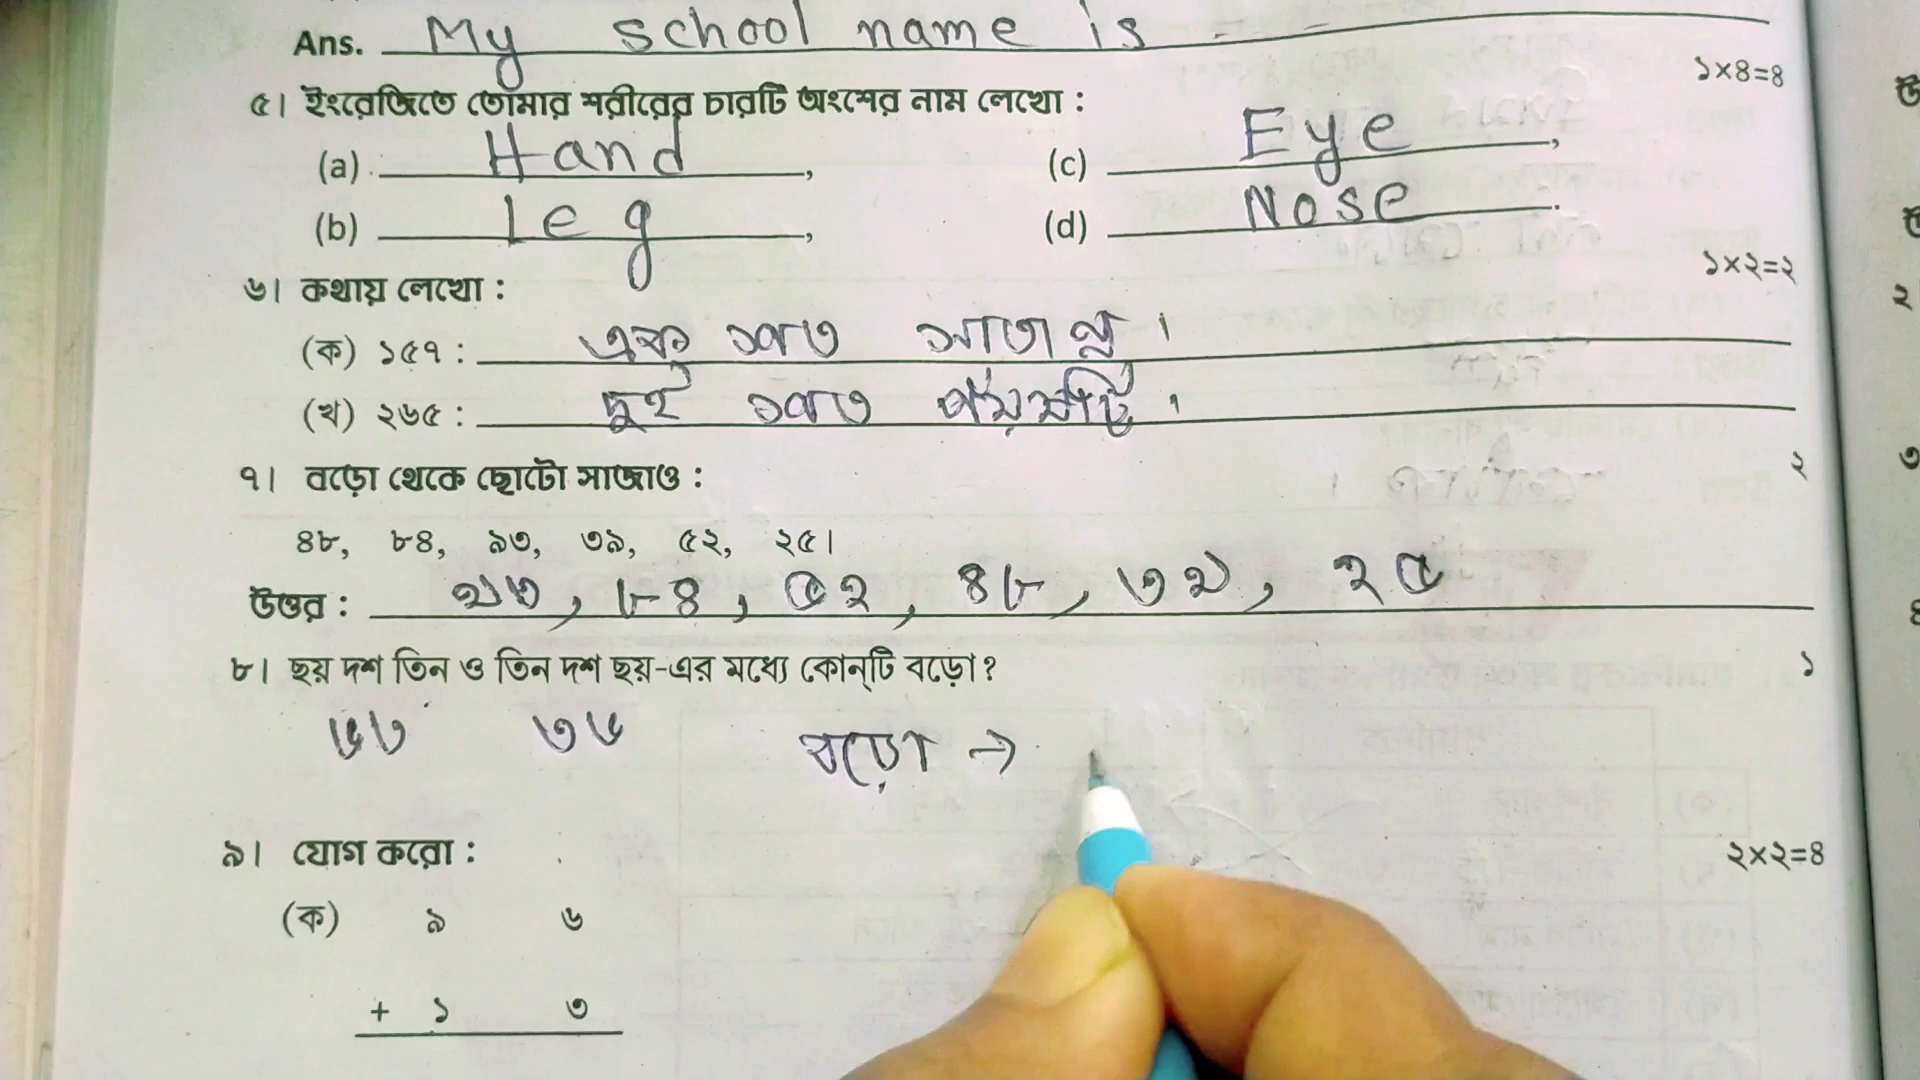 Ans. My school name is
১×৪=৪
৫। ইংরেজিতে তোমার শরীরের চারটি অংশের নাম লেখো :
(a) Hand, (c) Eye,
(b) Leg, (d) Nose.
১×২=২
৬। কথায় লেখো :
(ক) ১৫৭ : এক শত সাতান্ন।
(খ) ২৬৫ : দুই শত পঁয়ষট্টি।
৭। বড়ো থেকে ছোটো সাজাও : ২
৪৮, ৮৪, ৯৩, ৩৯, ৫২, ২৫।
উত্তর : ৯৩, ৮৪, ৫২, ৪৮, ৩৯, ২৫
৮। ছয় দশ তিন ও তিন দশ ছয়-এর মধ্যে কোন্‌টি বড়ো? ১
৬৩ ৩৬ বড়ো →
৯। যোগ করো : ২×২=৪
(ক) ৯ ৬
+ ১ ৩